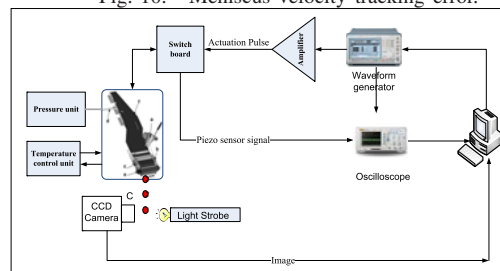 Fig. 10. Meniscus velocity tracking error.
Switch
board
Actuation Pulse
Amplifier
Waveform
generator
Pressure unit
Piezo sensor signal
Temperature
control unit
Oscilloscope
C
CCD
Camera
Light Strobe
Image